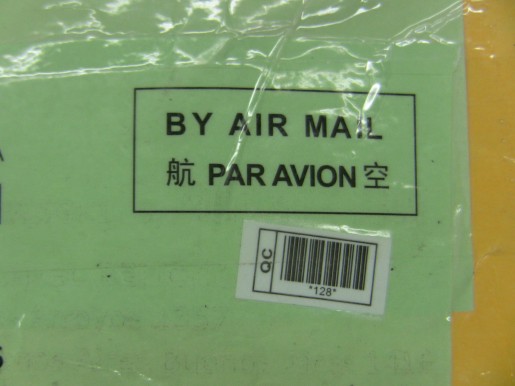 BY AIR MAIL
航 PAR AVION 空
QC
*128*